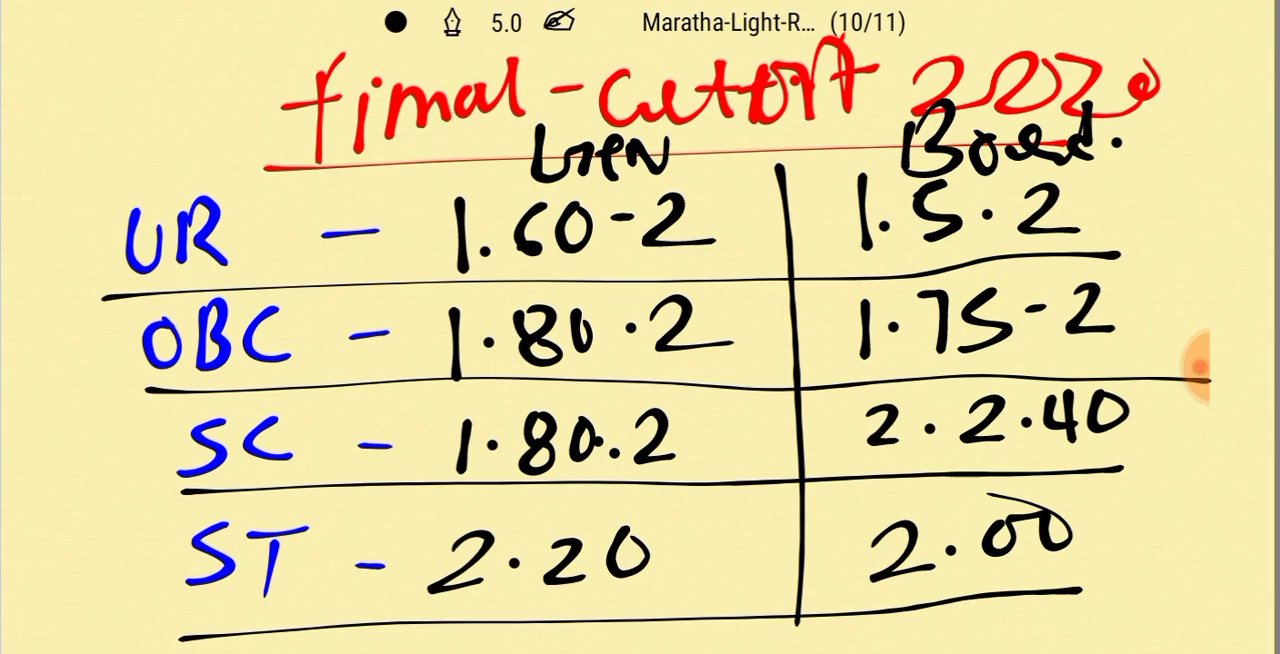 5.0 Maratha-Light-R... (10/11)
final-cutoff 2020
GEN Board.
UR - 1.60-2 1.5.2
OBC - 1.80.2 1.75-2
SC - 1.80.2 2.2.40
ST - 2.20 2.00